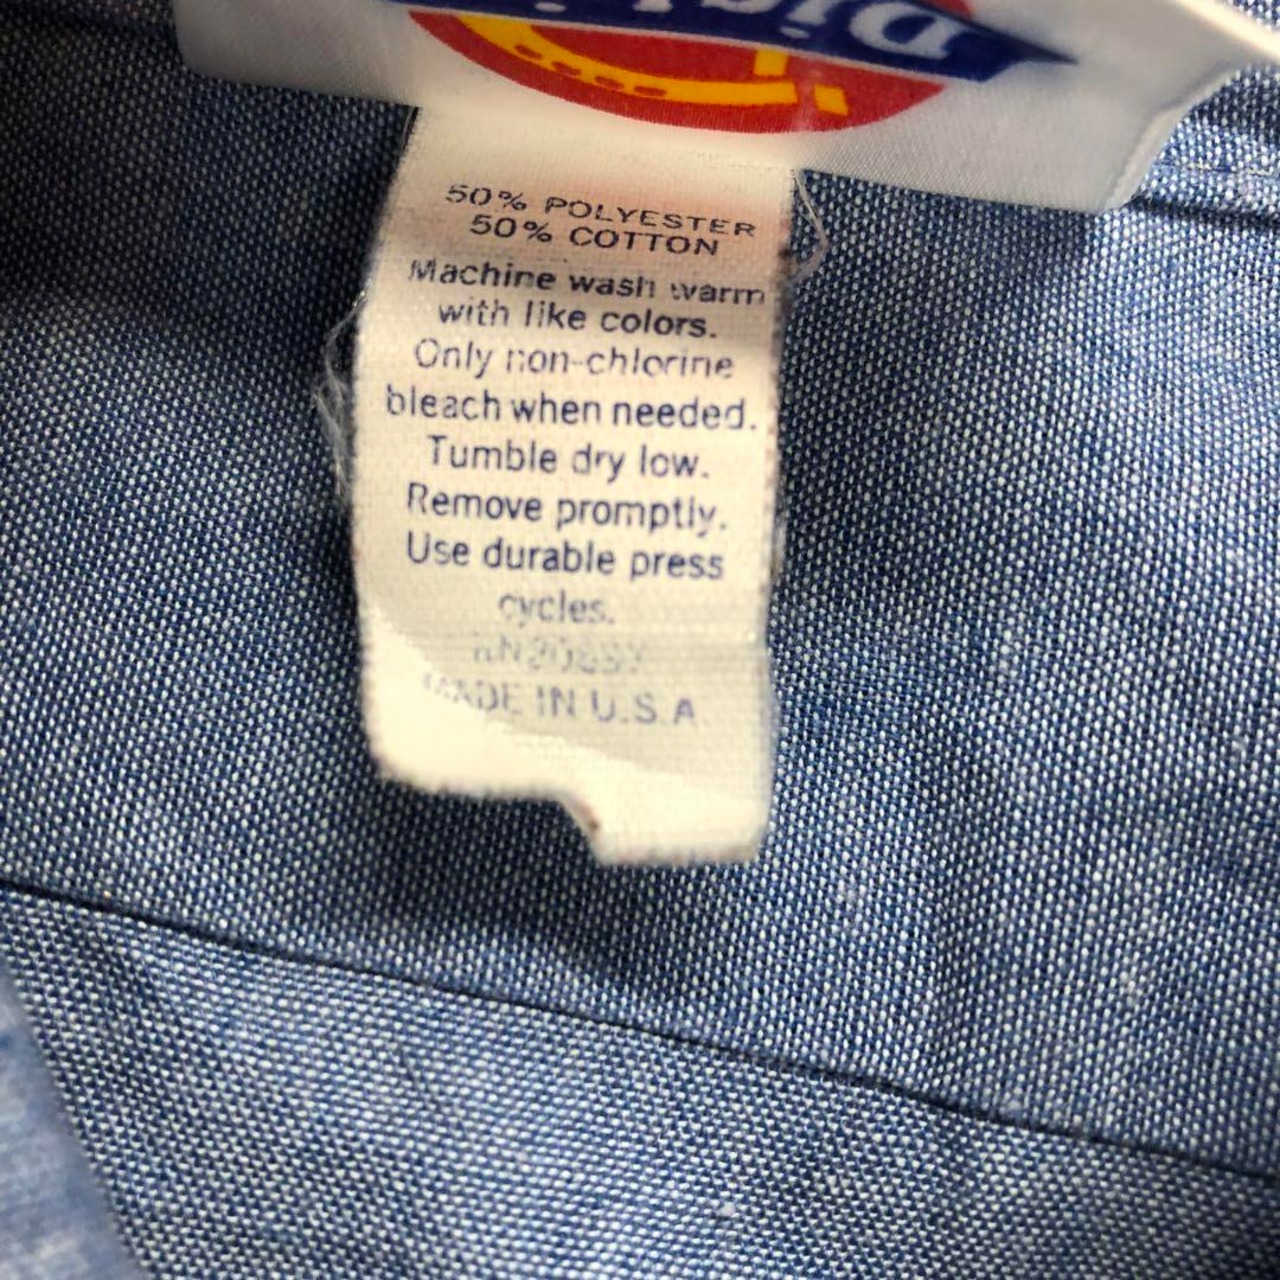 50% POLYESTER
50% COTTON
Machine wash warm
with like colors.
Only non-chlorine
bleach when needed.
Tumble dry low.
Remove promptly.
Use durable press
cycles.
MADE IN U.S.A